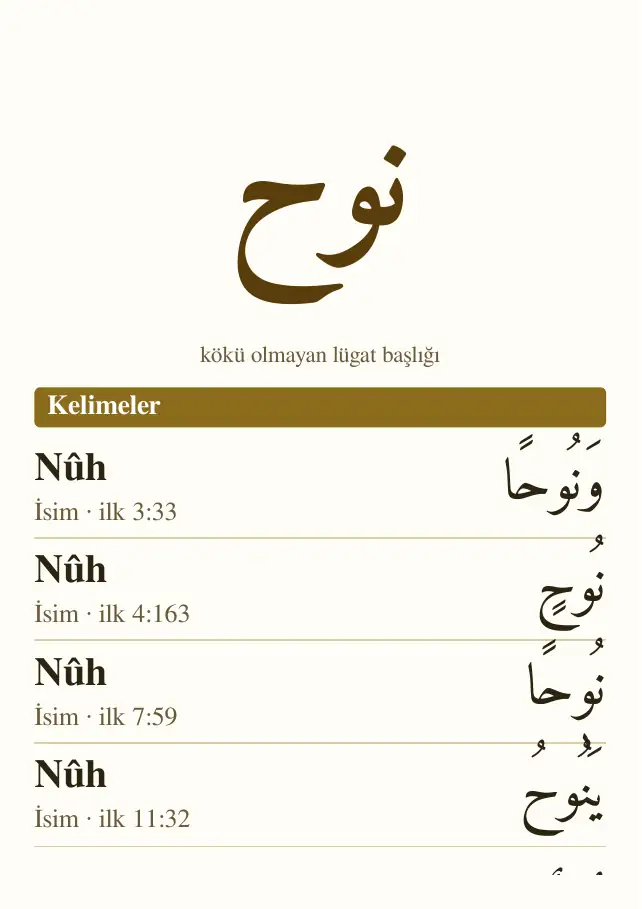 نوح
kökü olmayan lügat başlığı
Kelimeler
Nûh وَنُوحًا
İsim · ilk 3:33
Nûh نُوحٍ
İsim · ilk 4:163
Nûh نُوحًا
İsim · ilk 7:59
Nûh
İsim · ilk 11:32